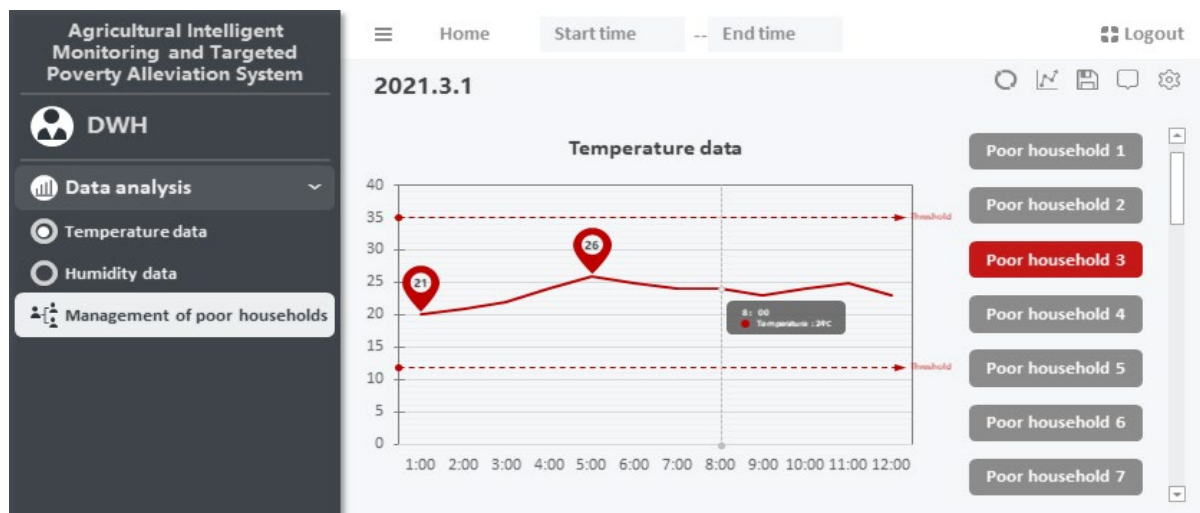 Agricultural Intelligent
Monitoring and Targeted
Poverty Alleviation System
DWH
Data analysis
Temperature data
Humidity data
Management of poor households
Home
Start time
--
End time
Logout
2021.3.1
Temperature data
40
35
30
25
20
15
10
5
0
Threshold
Threshold
21
26
8: 00
Temperature : 24°C
1:00 2:00 3:00 4:00 5:00 6:00 7:00 8:00 9:00 10:00 11:00 12:00
Poor household 1
Poor household 2
Poor household 3
Poor household 4
Poor household 5
Poor household 6
Poor household 7